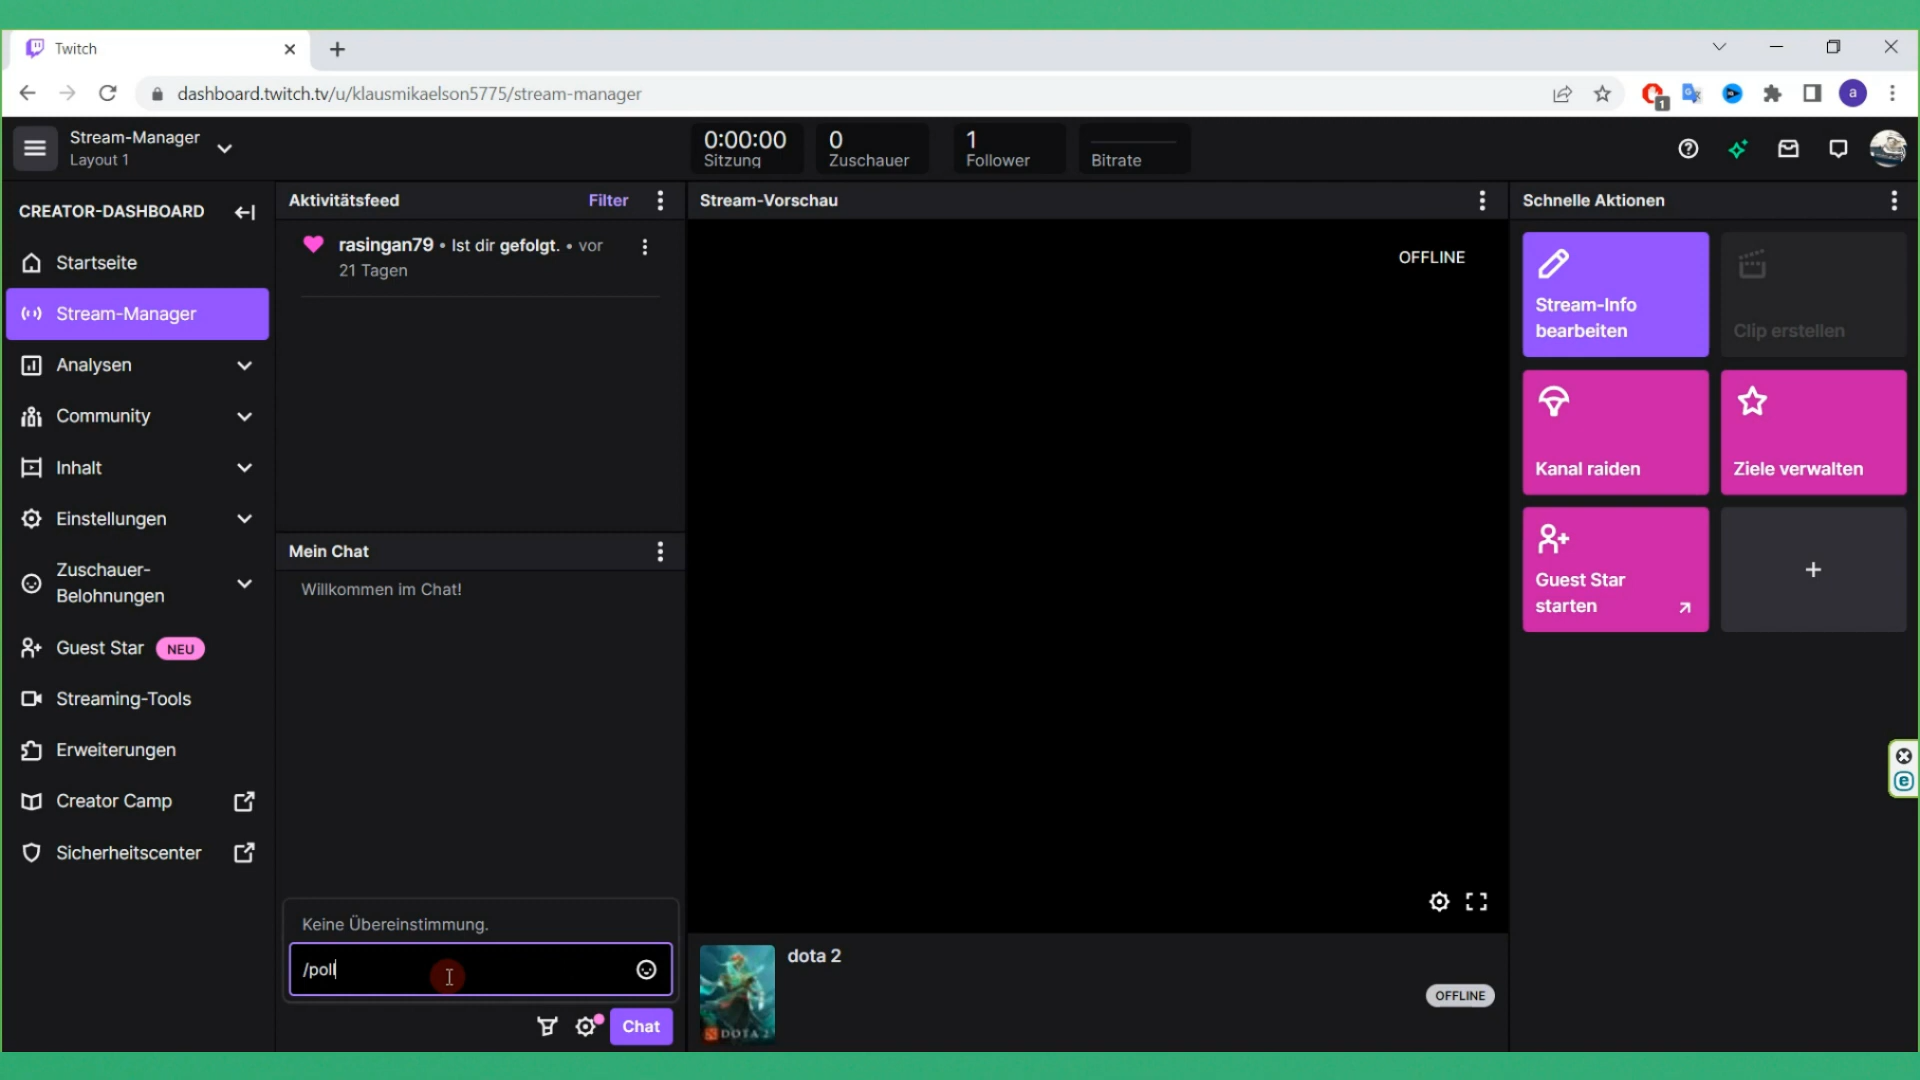 Twitch
dashboard.twitch.tv/u/klausmikaelson5775/stream-manager
1
a
Stream-Manager
Layout 1
0:00:00
Sitzung
0
Zuschauer
1
Follower
Bitrate
CREATOR-DASHBOARD
Startseite
Stream-Manager
Analysen
Community
Inhalt
Einstellungen
Zuschauer-
Belohnungen
Guest Star NEU
Streaming-Tools
Erweiterungen
Creator Camp
Sicherheitscenter
Aktivitätsfeed
Filter
rasingan79 • Ist dir gefolgt. • vor
21 Tagen
Mein Chat
Willkommen im Chat!
Keine Übereinstimmung.
/poll
Chat
Stream-Vorschau
OFFLINE
DOTA 2
dota 2
OFFLINE
Schnelle Aktionen
Stream-Info
bearbeiten
Clip erstellen
Kanal raiden
Ziele verwalten
Guest Star
starten